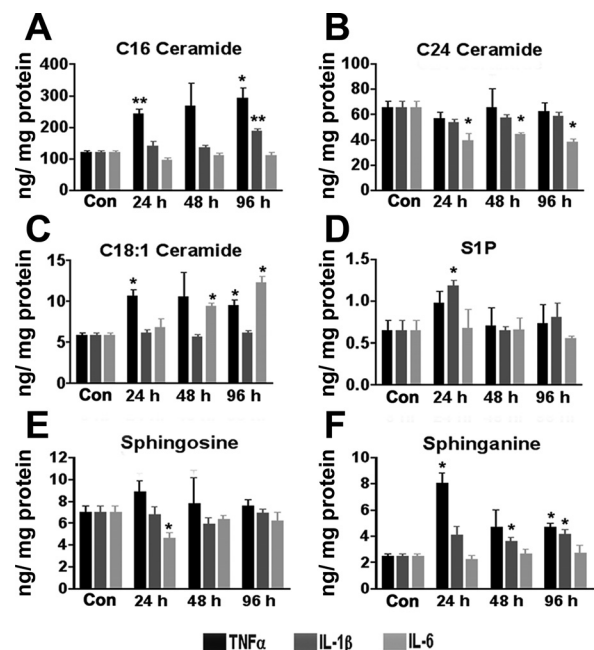 A
C16 Ceramide
ng/ mg protein
400
300
200
100
0
**
*
**
Con 24 h 48 h 96 h
B
C24 Ceramide
ng/ mg protein
100
80
60
40
20
0
*
*
*
Con 24 h 48 h 96 h
C
C18:1 Ceramide
ng/ mg protein
15
10
5
0
*
*
*
*
Con 24 h 48 h 96 h
D
S1P
ng/ mg protein
1.5
1.0
0.5
0.0
*
Con 24 h 48 h 96 h
E
Sphingosine
ng/ mg protein
12
10
8
6
4
2
0
*
Con 24 h 48 h 96 h
F
Sphinganine
ng/ mg protein
10
8
6
4
2
0
*
*
*
*
Con 24 h 48 h 96 h
TNFα IL-1β IL-6